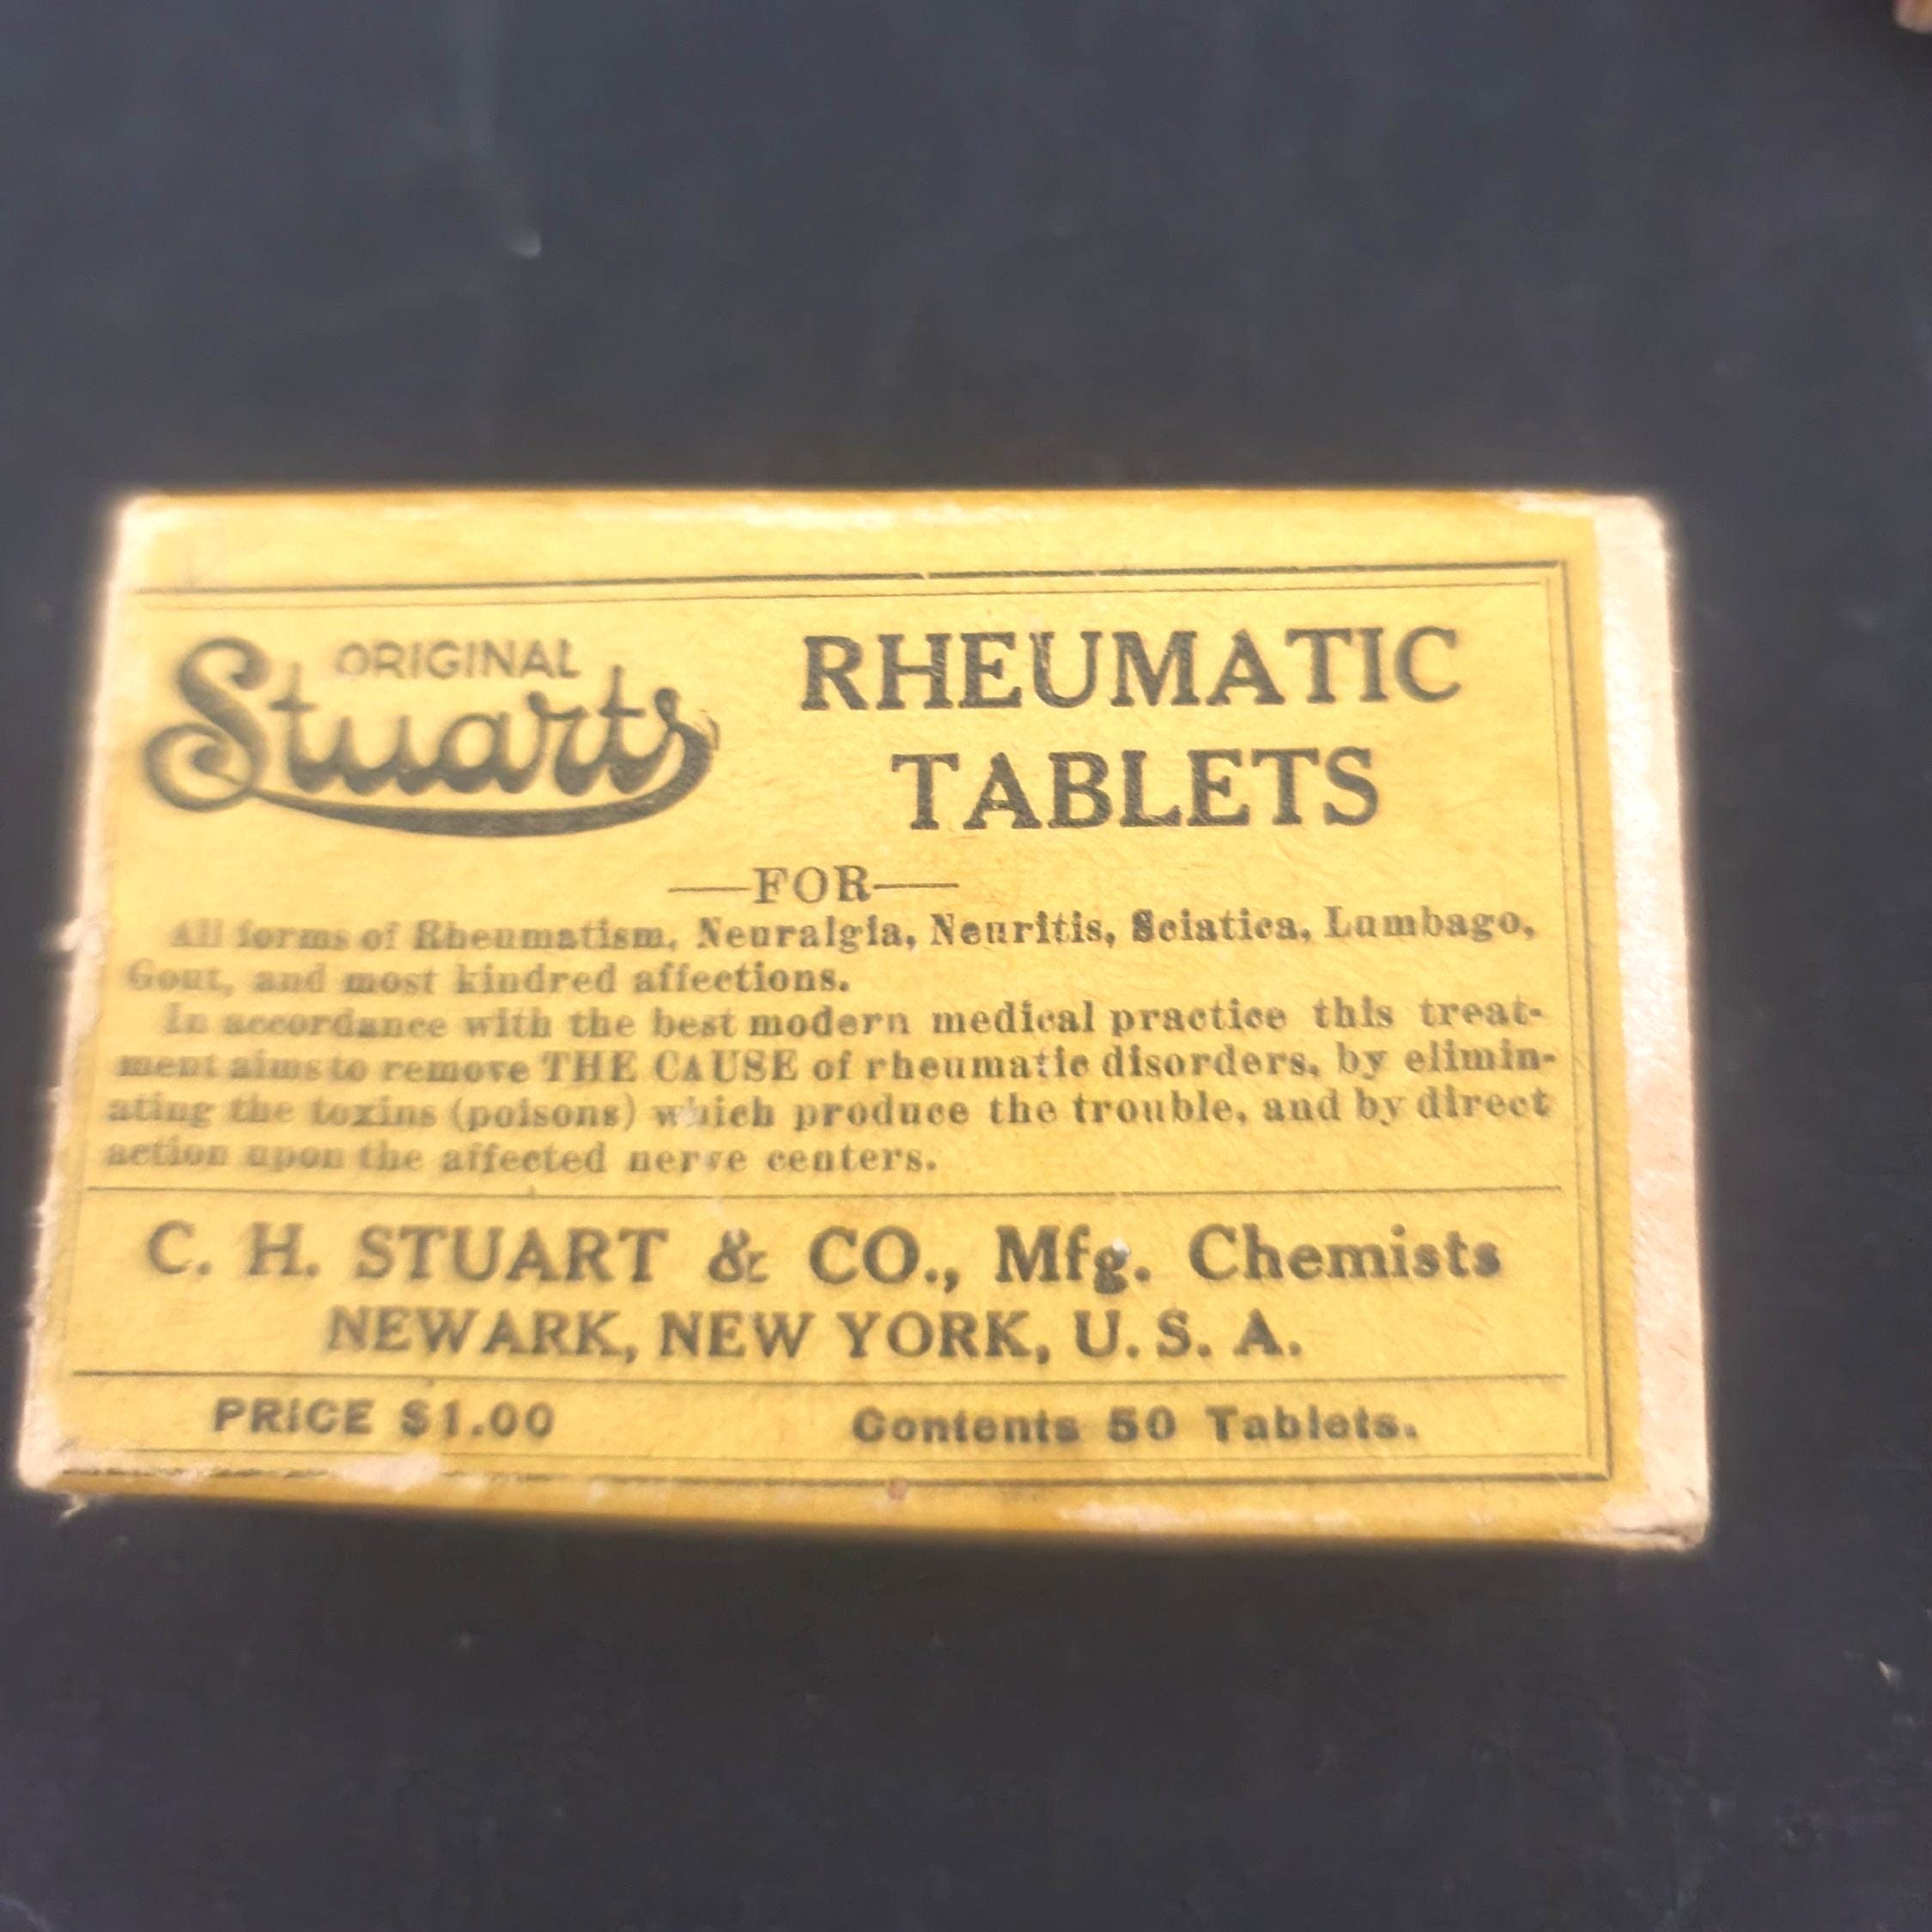 ORIGINAL
Stuarts
RHEUMATIC
TABLETS
—FOR—
All forms of Rheumatism, Neuralgia, Neuritis, Sciatica, Lumbago,
Gout, and most kindred affections.
In accordance with the best modern medical practice this treat-
ment aims to remove THE CAUSE of rheumatic disorders, by elimin-
ating the toxins (poisons) which produce the trouble, and by direct
action upon the affected nerve centers.
C. H. STUART & CO., Mfg. Chemists
NEWARK, NEW YORK, U. S. A.
PRICE $1.00 Contents 50 Tablets.